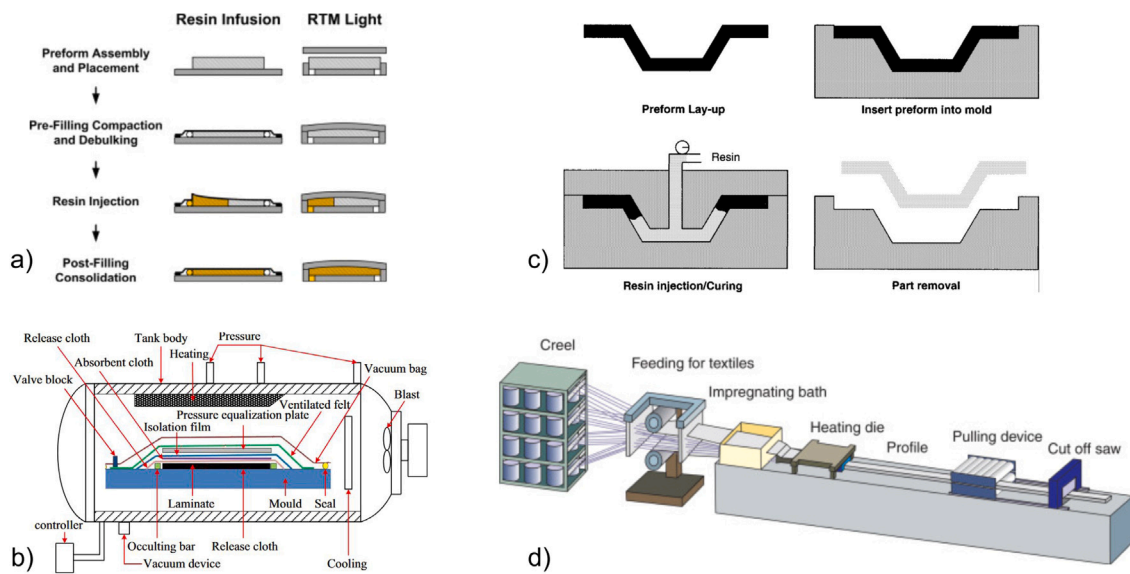 Resin Infusion
RTM Light
Preform Assembly
and Placement
Pre-Filling Compaction
and Debulking
Resin Injection
Post-Filling
Consolidation
a)
Preform Lay-up
Insert preform into mold
Resin
Resin injection/Curing
Part removal
c)
Release cloth
Tank body
Pressure
Absorbent cloth
Heating
Vacuum bag
Valve block
Blast
Ventilated felt
Pressure equalization plate
Isolation film
Laminate
Mould
Seal
controller
Occulting bar
Release cloth
Vacuum device
Cooling
b)
Creel
Feeding for textiles
Impregnating bath
Heating die
Profile
Pulling device
Cut off saw
d)